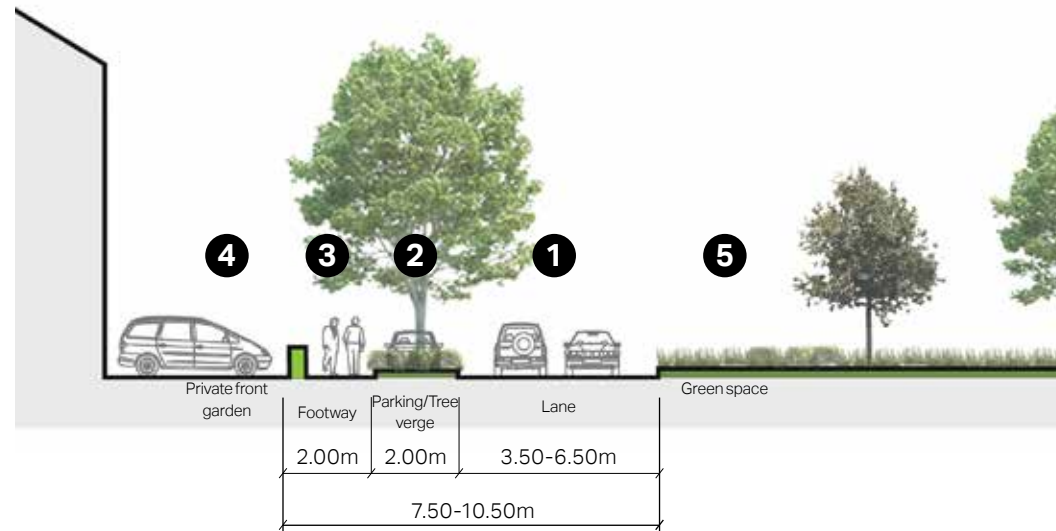 4
3
2
1
5
Private front
garden
Footway
Parking/Tree
verge
Lane
Green space
2.00m
2.00m
3.50-6.50m
7.50-10.50m